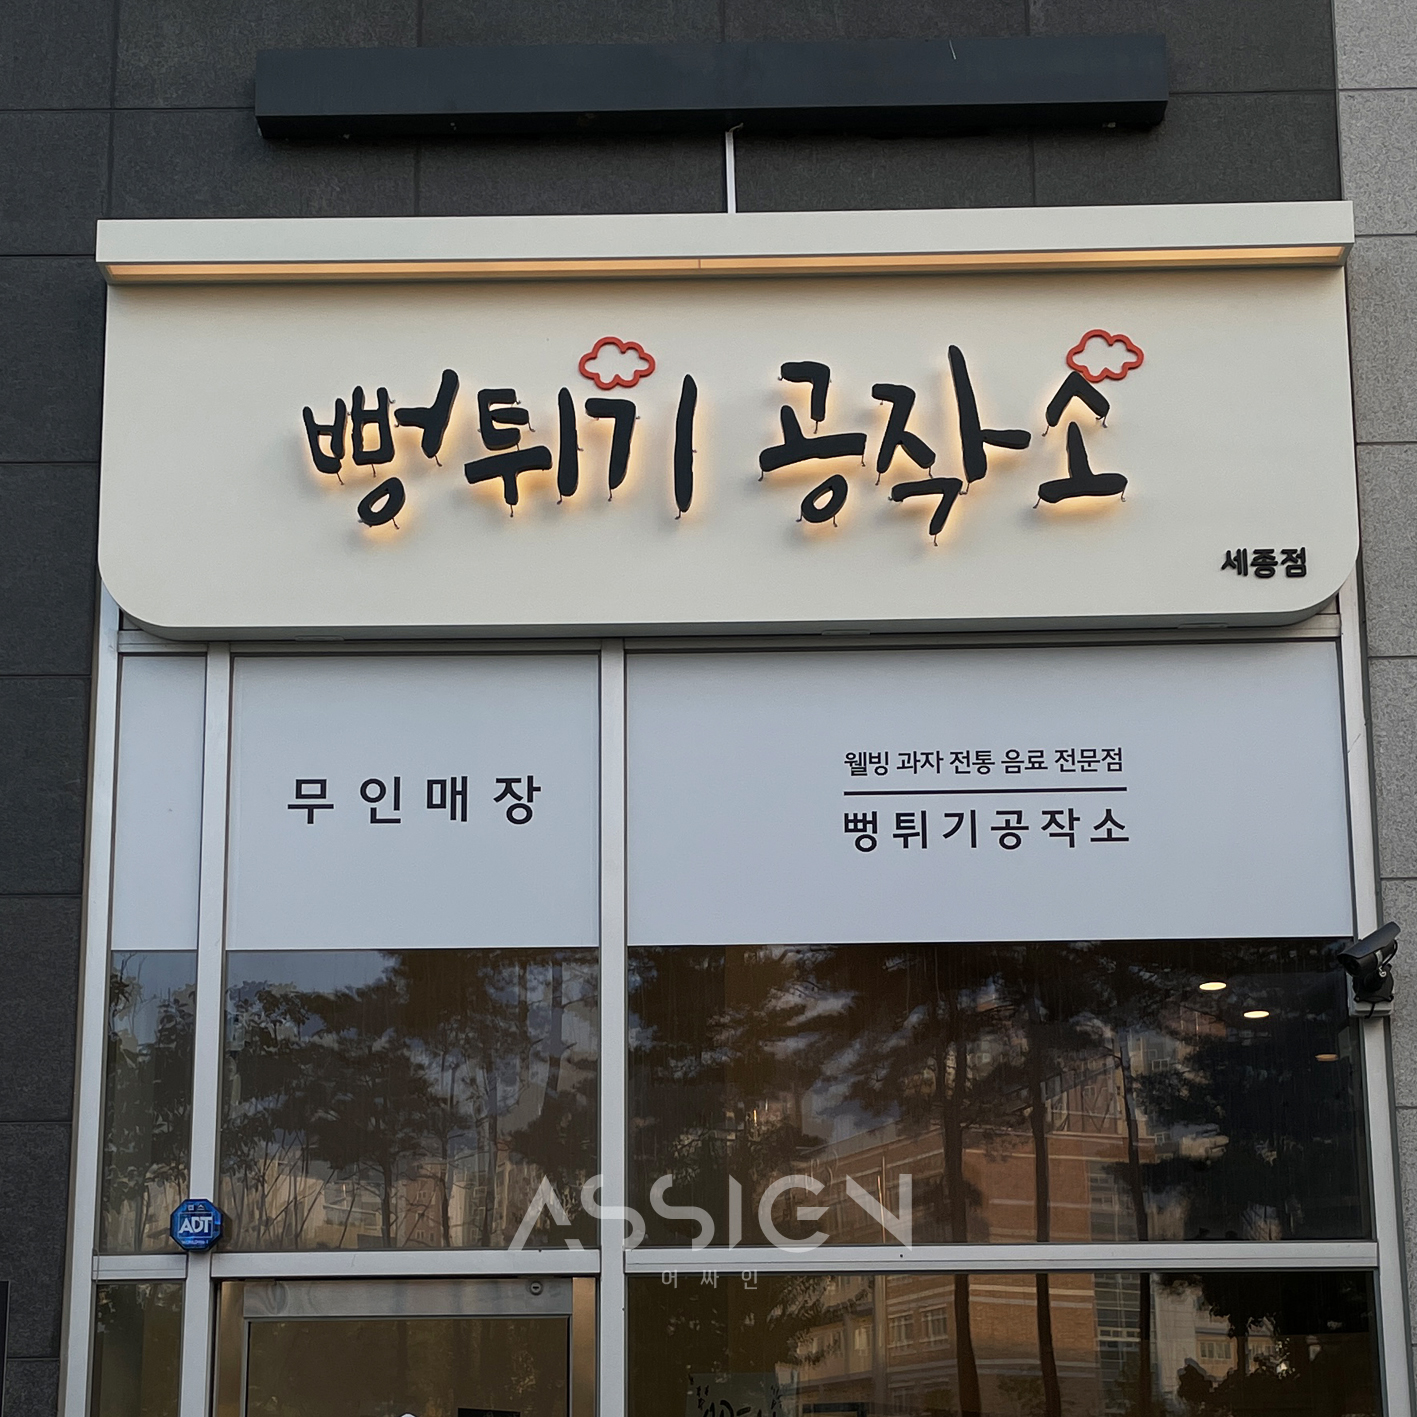 뻥튀기 공작소
세종점
무인매장
웰빙 과자 전통 음료 전문점
뻥튀기공작소
ADT
ASSIGN
어싸인